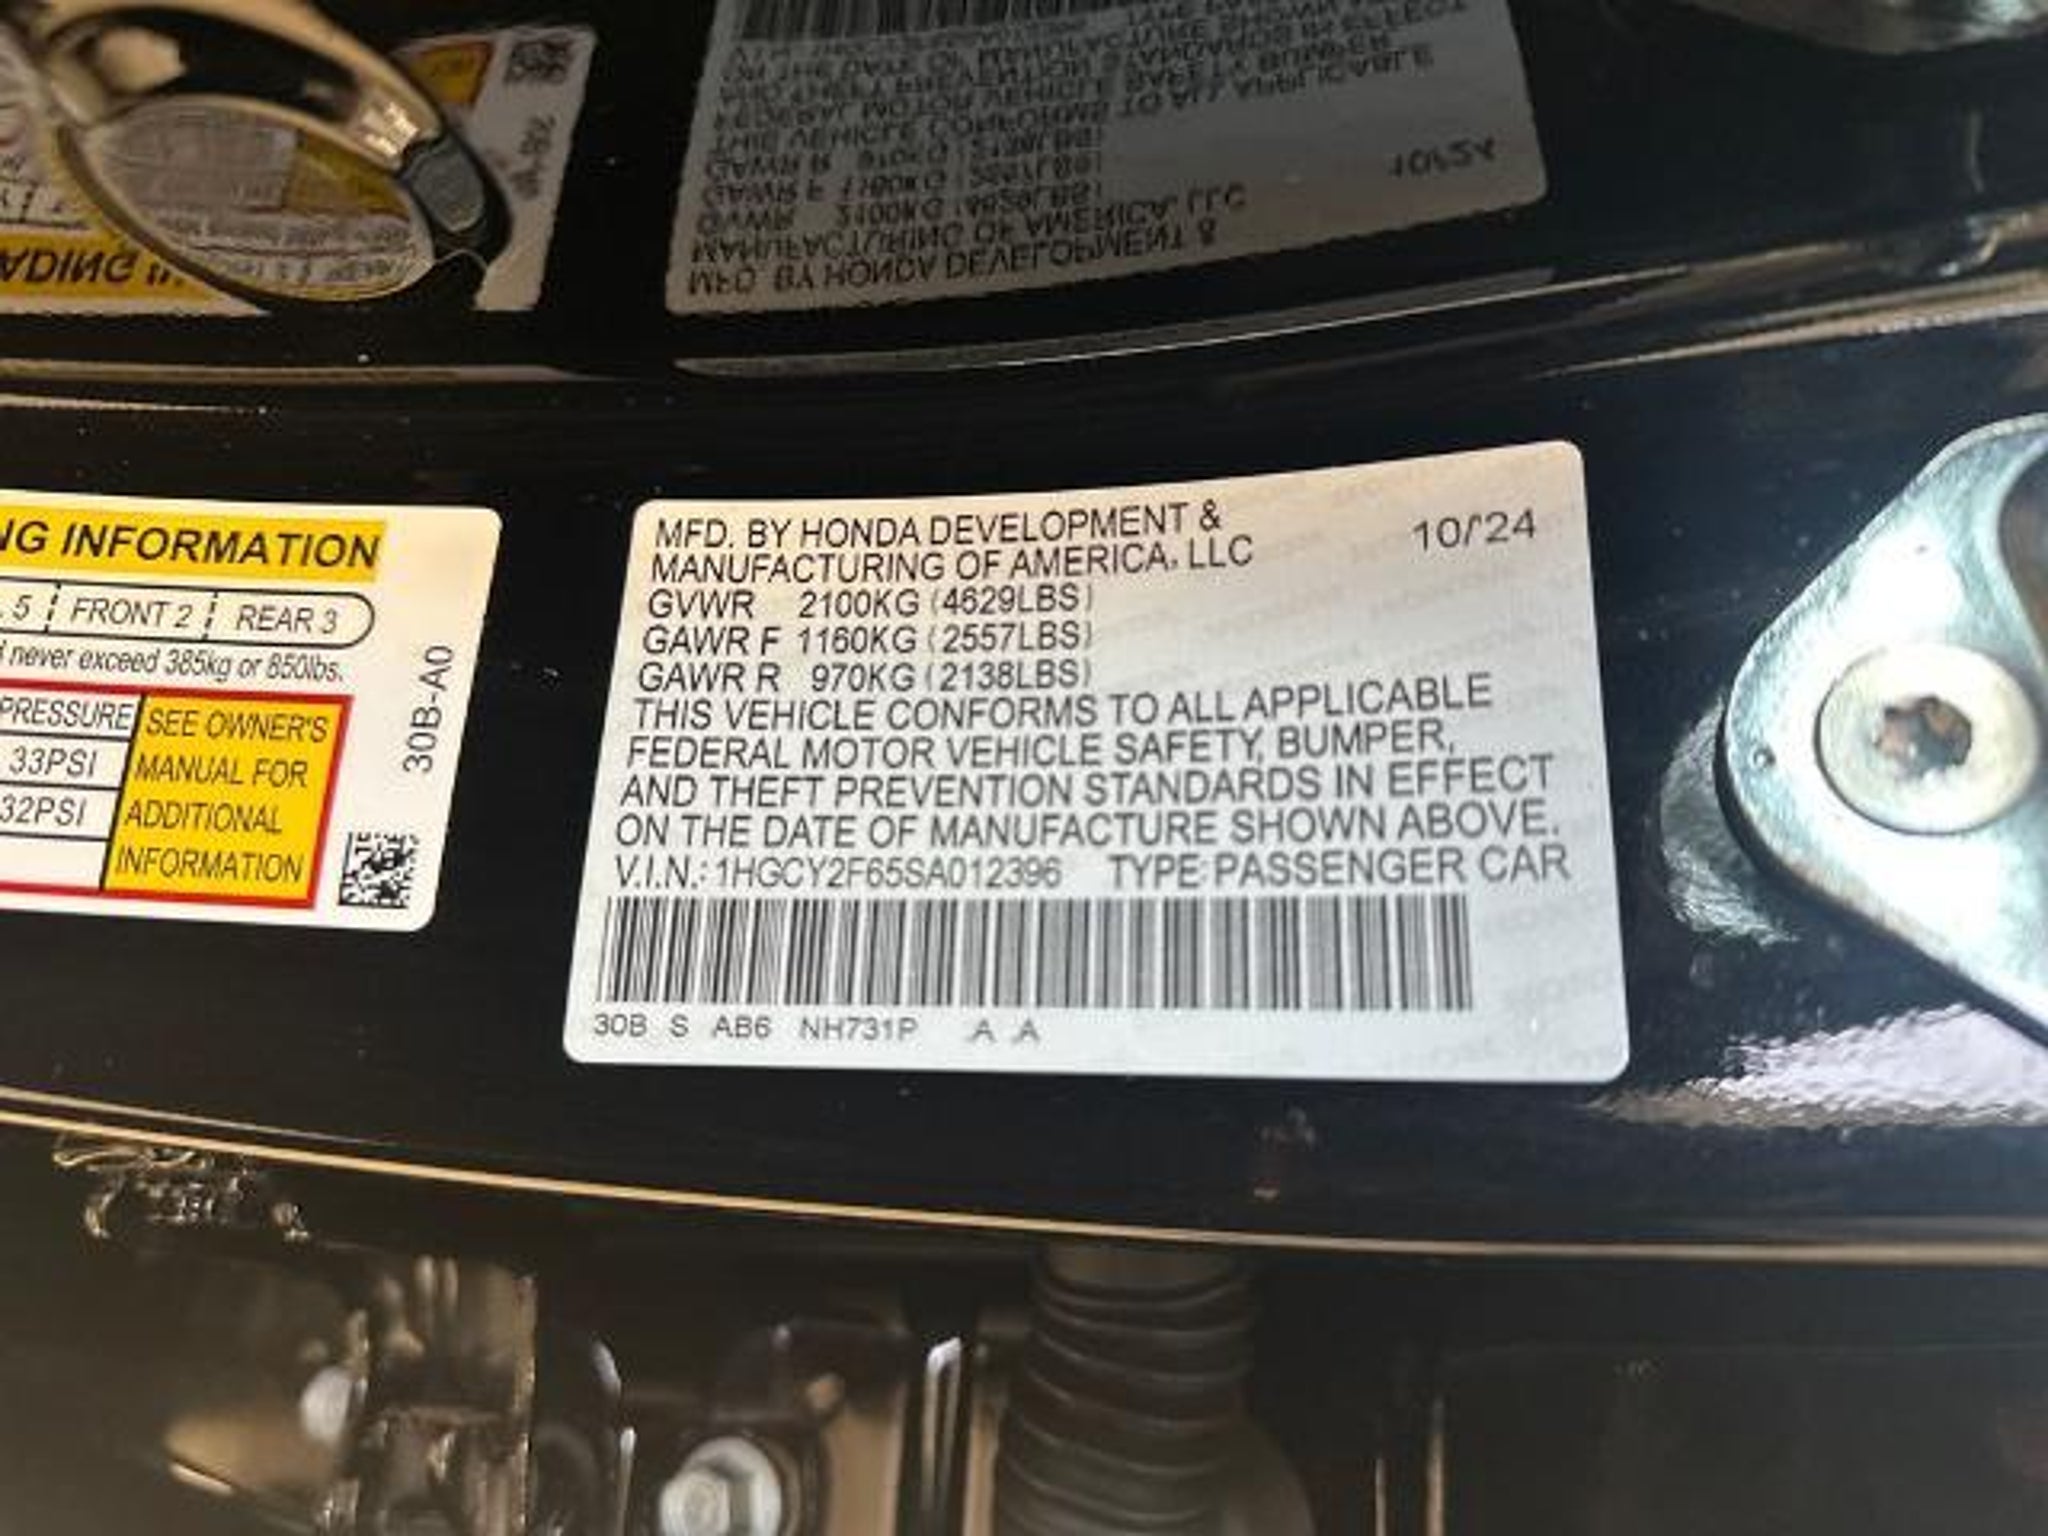 NG INFORMATION
. 5 FRONT 2 REAR 3
never exceed 385kg or 850lbs.
PRESSURE
33PSI
32PSI
SEE OWNER'S
MANUAL FOR
ADDITIONAL
INFORMATION
30B-A0
MFD. BY HONDA DEVELOPMENT & 10/'24
MANUFACTURING OF AMERICA, LLC
GVWR 2100KG (4629LBS)
GAWR F 1160KG (2557LBS)
GAWR R 970KG (2138LBS)
THIS VEHICLE CONFORMS TO ALL APPLICABLE
FEDERAL MOTOR VEHICLE SAFETY, BUMPER,
AND THEFT PREVENTION STANDARDS IN EFFECT
ON THE DATE OF MANUFACTURE SHOWN ABOVE.
V.I.N.: 1HGCY2F65SA012396 TYPE: PASSENGER CAR
30B S AB6 NH731P A A